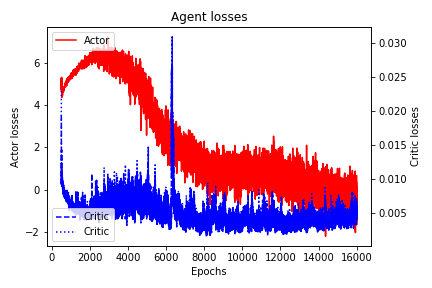 Agent losses
Actor
6
4
2
0
−2
Actor losses
0.030
0.025
0.020
0.015
0.010
0.005
Critic losses
Critic
Critic
0
2000
4000
6000
8000
10000
12000
14000
16000
Epochs